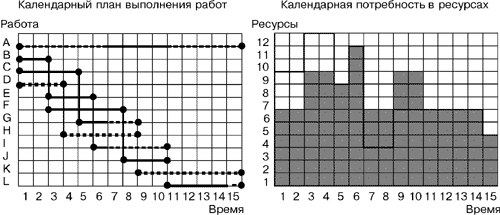 Календарный план выполнения работ
Календарная потребность в ресурсах
Работа
Ресурсы
A
B
C
D
E
F
G
H
I
J
K
L
1 2 3 4 5 6 7 8 9 10 11 12 13 14 15
Время
12
11
10
9
8
7
6
5
4
3
2
1
1 2 3 4 5 6 7 8 9 10 11 12 13 14 15
Время